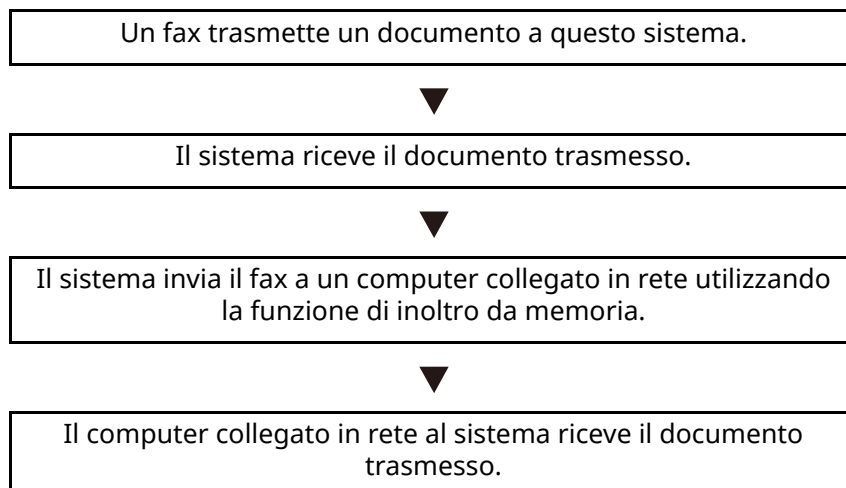 Un fax trasmette un documento a questo sistema.
Il sistema riceve il documento trasmesso.
Il sistema invia il fax a un computer collegato in rete utilizzando
la funzione di inoltro da memoria.
Il computer collegato in rete al sistema riceve il documento
trasmesso.